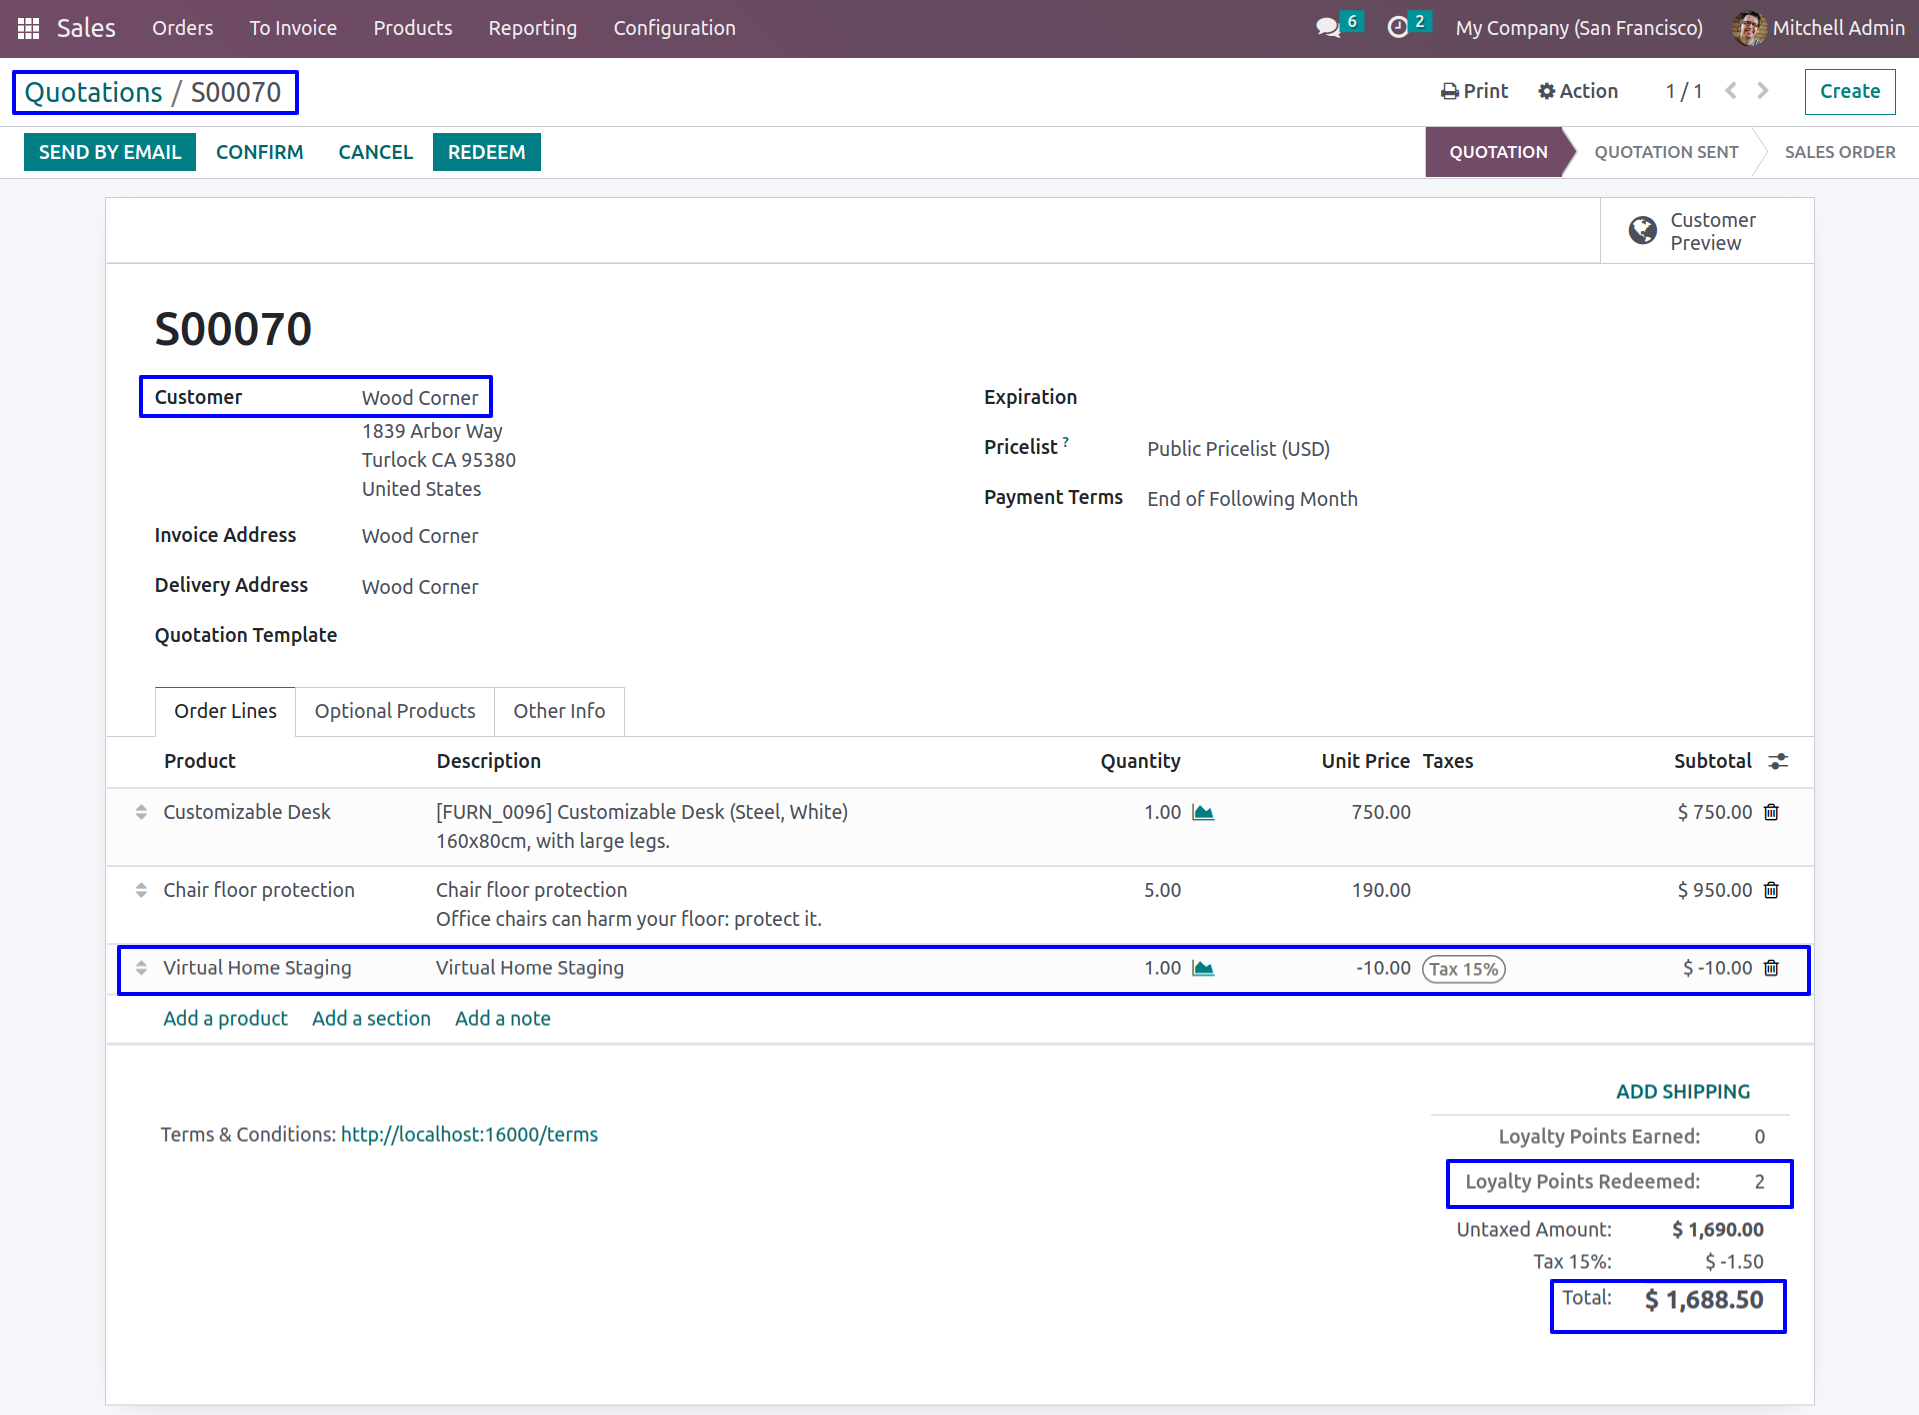 Sales Orders To Invoice Products Reporting Configuration 6 2 My Company (San Francisco) Mitchell Admin
Quotations / S00070 Print Action 1 / 1 Create
SEND BY EMAIL CONFIRM CANCEL REDEEM QUOTATION QUOTATION SENT SALES ORDER
Customer
Preview
S00070
Customer Wood Corner
1839 Arbor Way
Turlock CA 95380
United States
Invoice Address Wood Corner
Delivery Address Wood Corner
Quotation Template
Expiration
Pricelist ? Public Pricelist (USD)
Payment Terms End of Following Month
Order Lines Optional Products Other Info
Product Description Quantity Unit Price Taxes Subtotal
Customizable Desk [FURN_0096] Customizable Desk (Steel, White) 1.00 750.00 $ 750.00
160x80cm, with large legs.
Chair floor protection Chair floor protection 5.00 190.00 $ 950.00
Office chairs can harm your floor: protect it.
Virtual Home Staging Virtual Home Staging 1.00 -10.00 Tax 15% $ -10.00
Add a product Add a section Add a note
ADD SHIPPING
Terms & Conditions: http://localhost:16000/terms
Loyalty Points Earned: 0
Loyalty Points Redeemed: 2
Untaxed Amount: $ 1,690.00
Tax 15%: $ -1.50
Total: $ 1,688.50